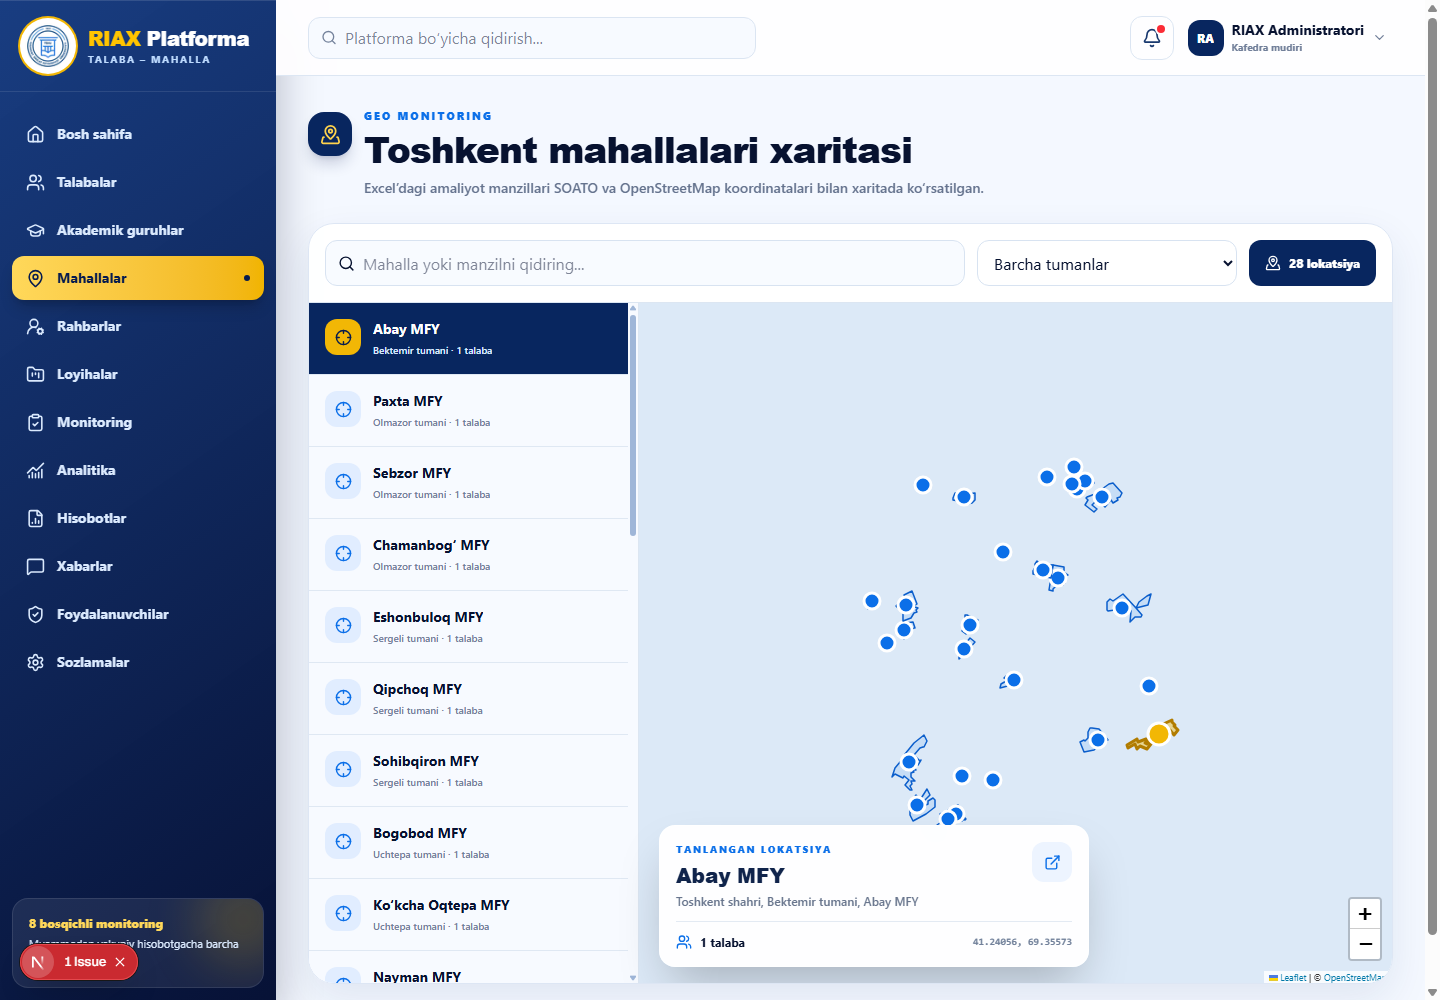 RIAX Platforma
TALABA – MAHALLA
Bosh sahifa
Talabalar
Akademik guruhlar
Mahallalar
Rahbarlar
Loyihalar
Monitoring
Analitika
Hisobotlar
Xabarlar
Foydalanuvchilar
Sozlamalar
8 bosqichli monitoring
hisobotgacha barcha
N
1 Issue
Platforma bo‘yicha qidirish...
RA
RIAX Administratori
Kafedra mudiri
GEO MONITORING
Toshkent mahallalari xaritasi
Excel’dagi amaliyot manzillari SOATO va OpenStreetMap koordinatalari bilan xaritada ko‘rsatilgan.
Mahalla yoki manzilni qidiring...
Barcha tumanlar
28 lokatsiya
Abay MFY
Bektemir tumani · 1 talaba
Paxta MFY
Olmazor tumani · 1 talaba
Sebzor MFY
Olmazor tumani · 1 talaba
Chamanbog‘ MFY
Olmazor tumani · 1 talaba
Eshonbuloq MFY
Sergeli tumani · 1 talaba
Qipchoq MFY
Sergeli tumani · 1 talaba
Sohibqiron MFY
Sergeli tumani · 1 talaba
Bogobod MFY
Uchtepa tumani · 1 talaba
Ko‘kcha Oqtepa MFY
Uchtepa tumani · 1 talaba
Nayman MFY
TANLANGAN LOKATSIYA
Abay MFY
Toshkent shahri, Bektemir tumani, Abay MFY
1 talaba
41.24056, 69.35573
+
−
Leaflet | © OpenStreetMap